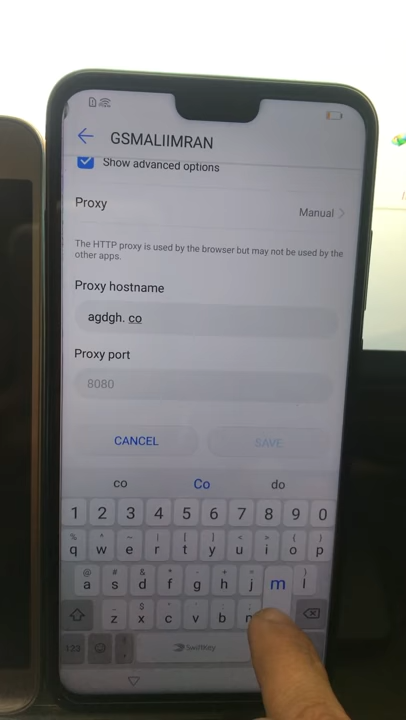 GSMALIIMRAN
Show advanced options
Proxy
Manual
The HTTP proxy is used by the browser but may not be used by the
other apps.
Proxy hostname
agdgh. co
Proxy port
8080
CANCEL
SAVE
co Co do
1 2 3 4 5 6 7 8 9 0
q w e r t y u i o p
a s d f g h j m l
z x c v b n
123 SwiftKey